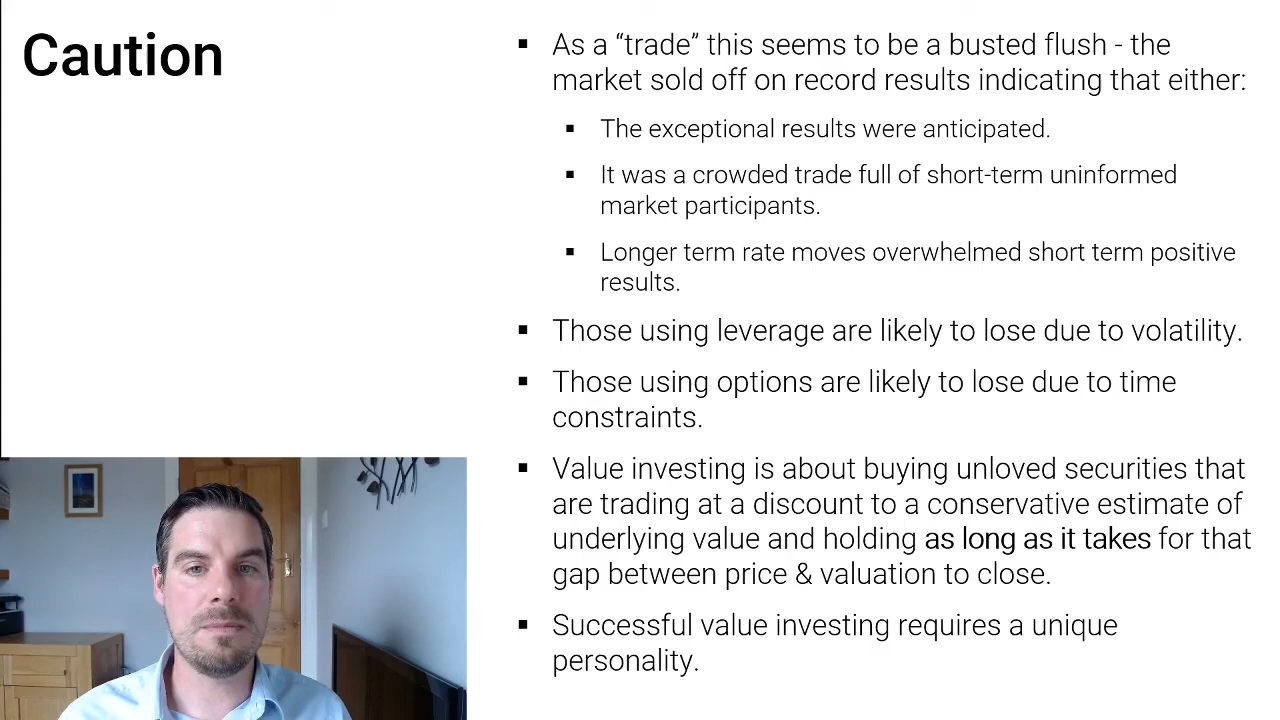 Caution
▪ As a “trade” this seems to be a busted flush - the
market sold off on record results indicating that either:
▪ The exceptional results were anticipated.
▪ It was a crowded trade full of short-term uninformed
market participants.
▪ Longer term rate moves overwhelmed short term positive
results.
▪ Those using leverage are likely to lose due to volatility.
▪ Those using options are likely to lose due to time
constraints.
▪ Value investing is about buying unloved securities that
are trading at a discount to a conservative estimate of
underlying value and holding as long as it takes for that
gap between price & valuation to close.
▪ Successful value investing requires a unique
personality.